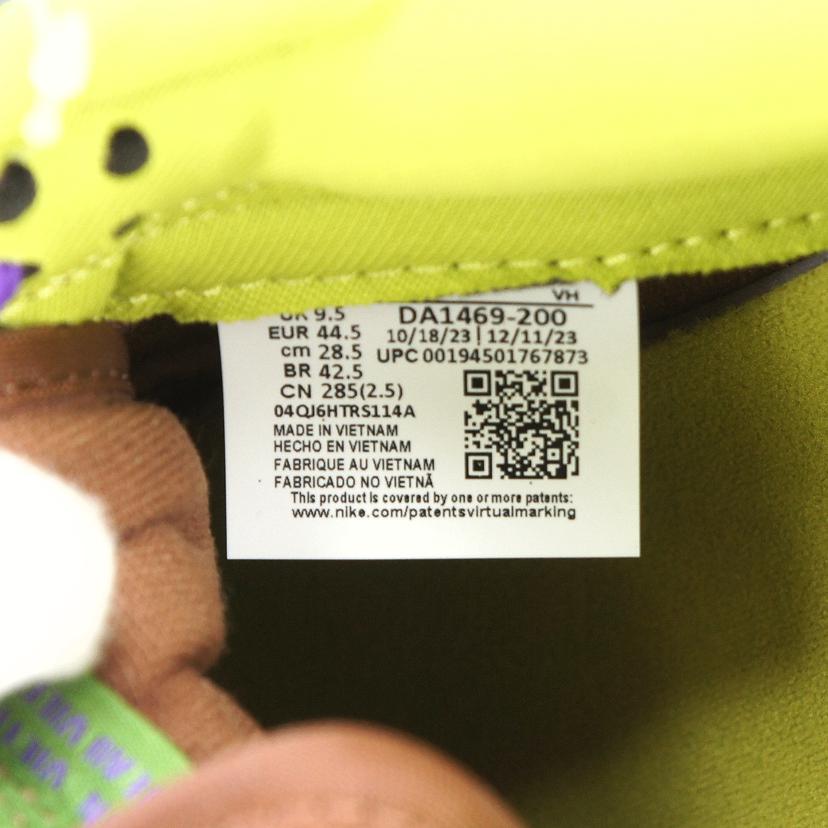 VH
UK 9.5
DA1469-200
EUR 44.5
10/18/23 | 12/11/23
cm 28.5
UPC 00194501767873
BR 42.5
CN 285(2.5)
04QJ6HTRS114A
MADE IN VIETNAM
HECHO EN VIETNAM
FABRIQUE AU VIETNAM
FABRICADO NO VIETNÃ
This product is covered by one or more patents:
www.nike.com/patentsvirtualmarking